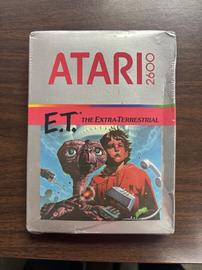 ATARI
2600
E.T.
THE EXTRA-TERRESTRIAL